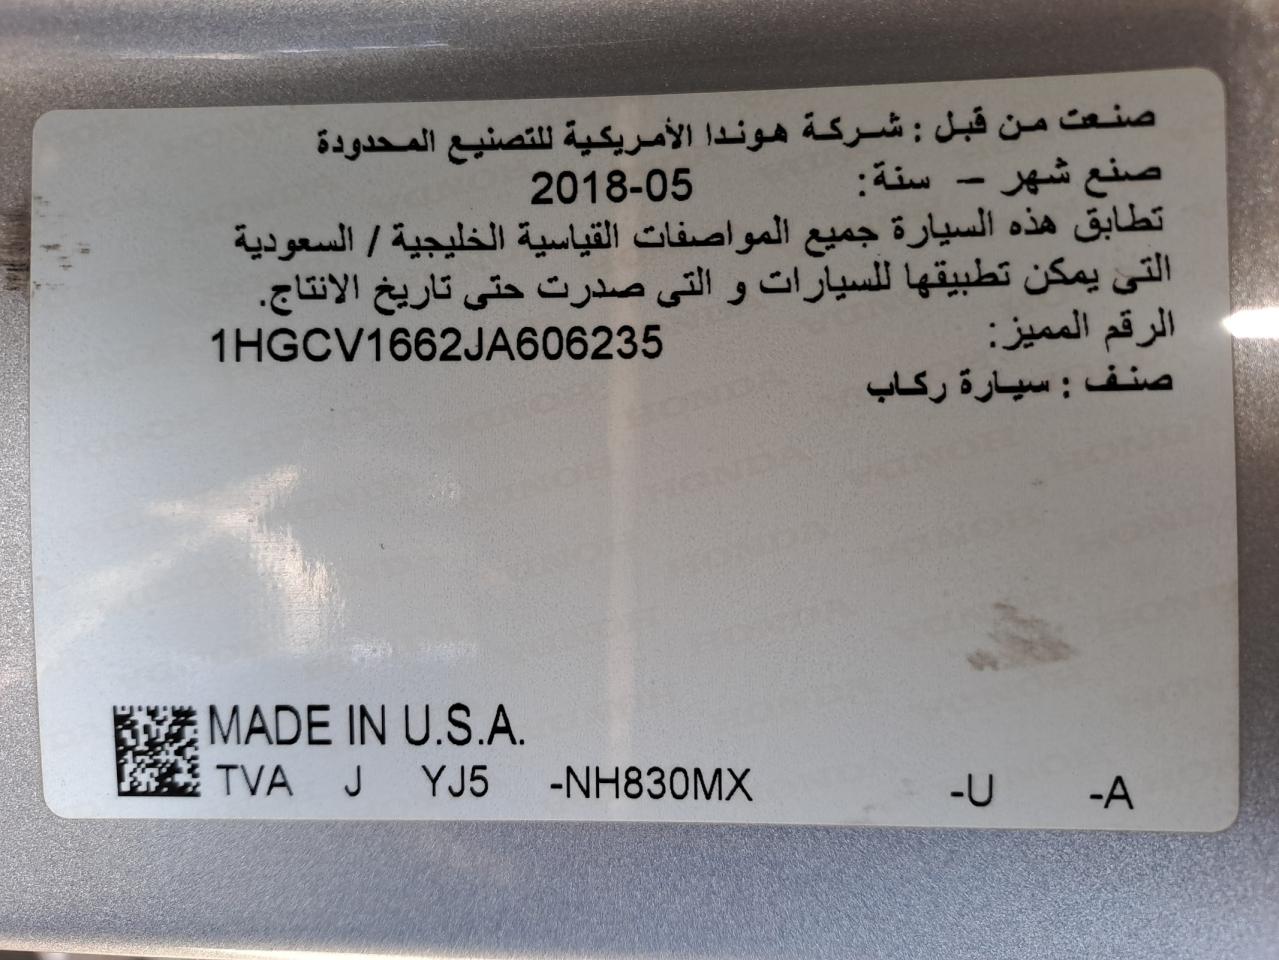 صنعت من قبل : شركة هوندا الأمريكية للتصنيع المحدودة
صنع شهر – سنة: 2018-05
تطابق هذه السيارة جميع المواصفات القياسية الخليجية / السعودية
التي يمكن تطبيقها للسيارات و التى صدرت حتى تاريخ الانتاج.
الرقم المميز: 1HGCV1662JA606235
صنف : سيارة ركاب
MADE IN U.S.A.
TVA J YJ5 -NH830MX -U -A